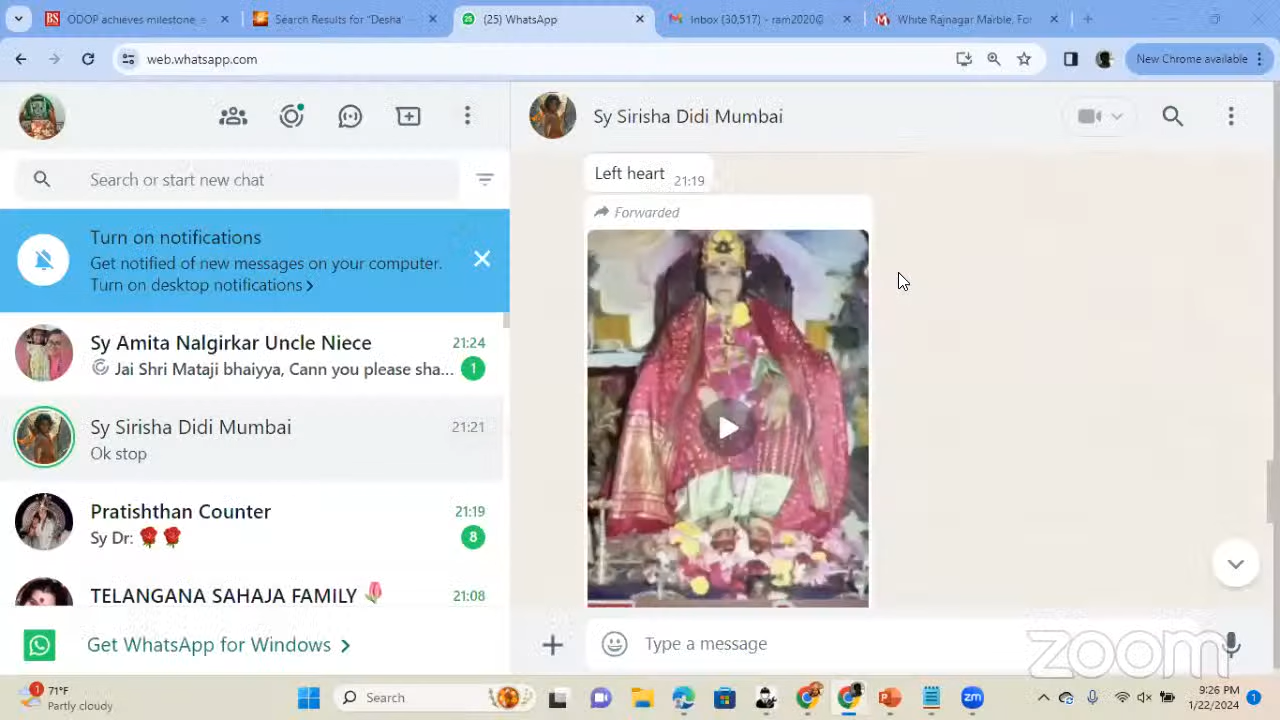 ODOP achieves milestone,
Search Results for "Desha
(25) WhatsApp
Inbox (30,517) - ram2020@
White Rajnagar Marble, For
web.whatsapp.com
New Chrome available
Sy Sirisha Didi Mumbai
Search or start new chat
Turn on notifications
Get notified of new messages on your computer.
Turn on desktop notifications >
Sy Amita Nalgirkar Uncle Niece 21:24
Jai Shri Mataji bhaiyya, Cann you please sha... 1
Sy Sirisha Didi Mumbai 21:21
Ok stop
Pratishthan Counter 21:19
Sy Dr: 🌹🌹 8
TELANGANA SAHAJA FAMILY 🌷 21:08
Get WhatsApp for Windows >
Left heart 21:19
Forwarded
Type a message
zoom
1 71°F
Partly cloudy
Search
zm
9:26 PM
1/22/2024
1